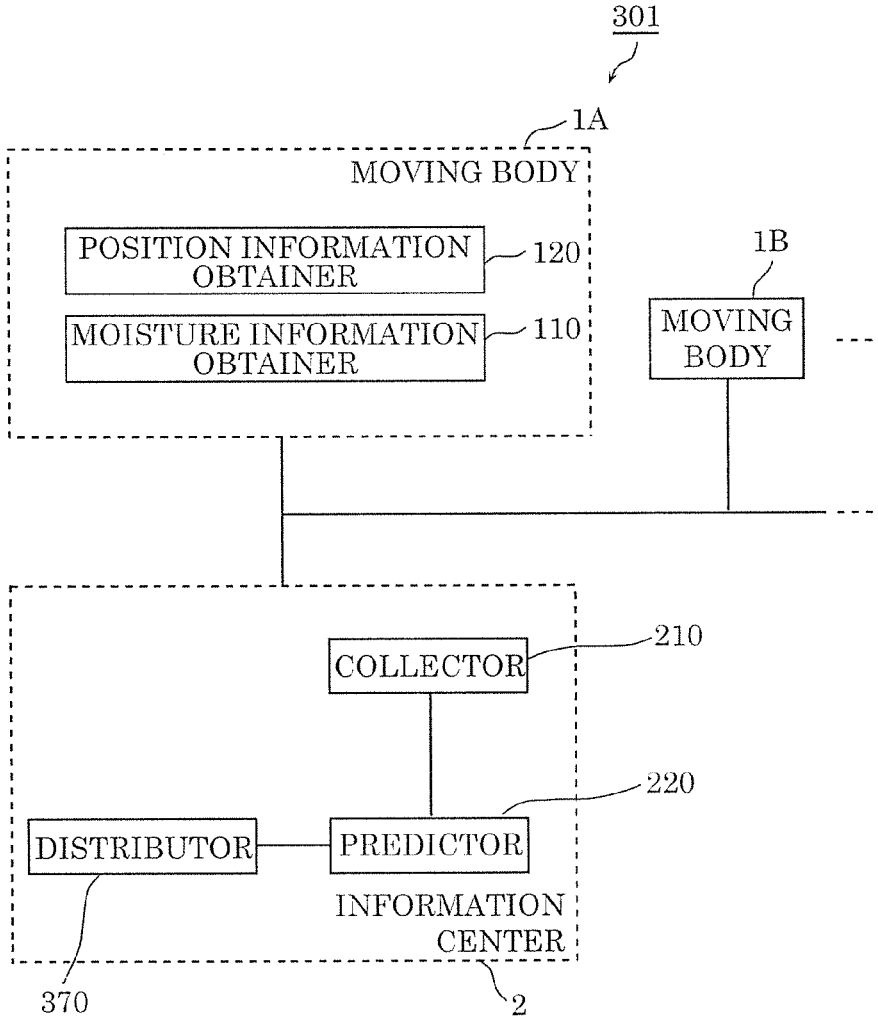 301
1A
MOVING BODY
POSITION INFORMATION
OBTAINER
120
MOISTURE INFORMATION
OBTAINER
110
1B
MOVING
BODY
COLLECTOR
210
220
DISTRIBUTOR
PREDICTOR
INFORMATION
CENTER
370
2